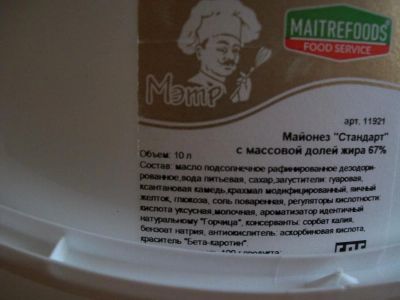 MAITREFOODS®
FOOD SERVICE
Мэтр
арт. 11921
Майонез "Стандарт"
с массовой долей жира 67%
Объем: 10 л
Состав: масло подсолнечное рафинированное дезодори-
рованное,вода питьевая, сахар,загустители: гуаровая,
ксантановая камедь,крахмал модифицированный, яичный
желток, глюкоза, соль поваренная, регуляторы кислотности:
кислота уксусная,молочная, ароматизатор идентичный
натуральному "Горчица", консерванты: сорбат калия,
бензоат натрия, антиокислитель: аскорбиновая кислота,
краситель "Бета-каротин".